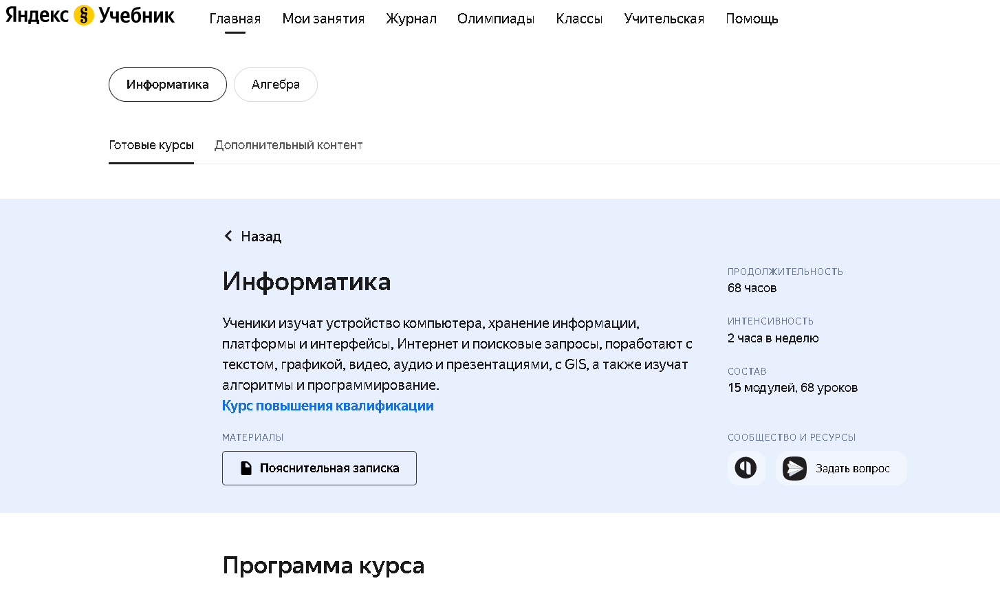 Яндекс Учебник
Главная Мои занятия Журнал Олимпиады Классы Учительская Помощь
Информатика Алгебра
Готовые курсы Дополнительный контент
Назад
Информатика
Ученики изучат устройство компьютера, хранение информации,
платформы и интерфейсы, Интернет и поисковые запросы, поработают с
текстом, графикой, видео, аудио и презентациями, с GIS, а также изучат
алгоритмы и программирование.
Курс повышения квалификации
МАТЕРИАЛЫ
Пояснительная записка
ПРОДОЛЖИТЕЛЬНОСТЬ
68 часов
ИНТЕНСИВНОСТЬ
2 часа в неделю
СОСТАВ
15 модулей, 68 уроков
СООБЩЕСТВО И РЕСУРСЫ
Задать вопрос
Программа курса